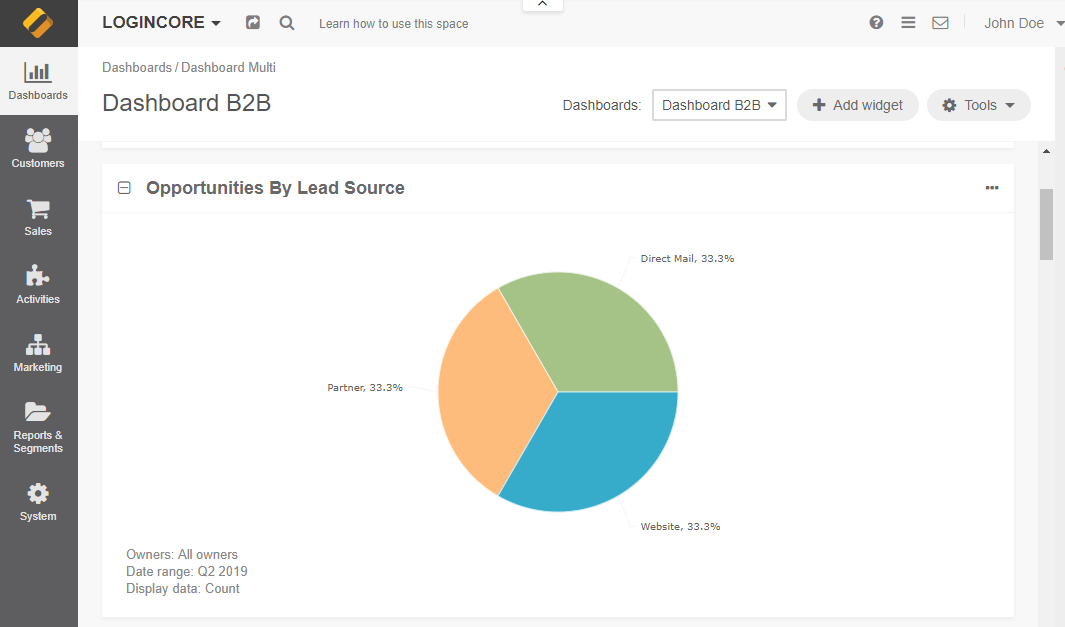 LOGINCORE
Learn how to use this space
John Doe
Dashboards
Customers
Sales
Activities
Marketing
Reports &
Segments
System
Dashboards / Dashboard Multi
Dashboard B2B
Dashboards:
Dashboard B2B
Add widget
Tools
Opportunities By Lead Source
Direct Mail, 33.3%
Partner, 33.3%
Website, 33.3%
Owners: All owners
Date range: Q2 2019
Display data: Count